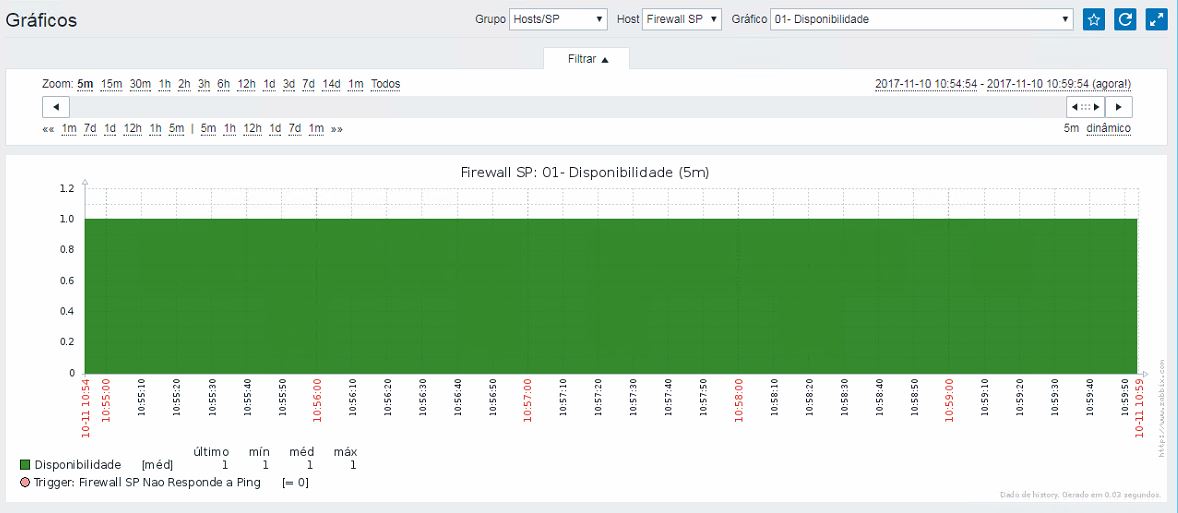 Gráficos Grupo Hosts/SP Host Firewall SP Gráfico 01- Disponibilidade
Filtrar
Zoom: 5m 15m 30m 1h 2h 3h 6h 12h 1d 3d 7d 14d 1m Todos 2017-11-10 10:54:54 - 2017-11-10 10:59:54 (agora!)
«« 1m 7d 1d 12h 1h 5m | 5m 1h 12h 1d 7d 1m »» 5m dinâmico
Firewall SP: 01- Disponibilidade (5m)
1.2
1.0
0.8
0.6
0.4
0.2
0
10-11 10:54 10:55:00 10:55:10 10:55:20 10:55:30 10:55:40 10:55:50 10:56:00 10:56:10 10:56:20 10:56:30 10:56:40 10:56:50 10:57:00 10:57:10 10:57:20 10:57:30 10:57:40 10:57:50 10:58:00 10:58:10 10:58:20 10:58:30 10:58:40 10:58:50 10:59:00 10:59:10 10:59:20 10:59:30 10:59:40 10:59:50 10-11 10:59
https://www.zabbix.com
último mín méd máx
Disponibilidade [méd] 1 1 1 1
Trigger: Firewall SP Nao Responde a Ping [= 0]
Dado de history. Gerado em 0.03 segundos.